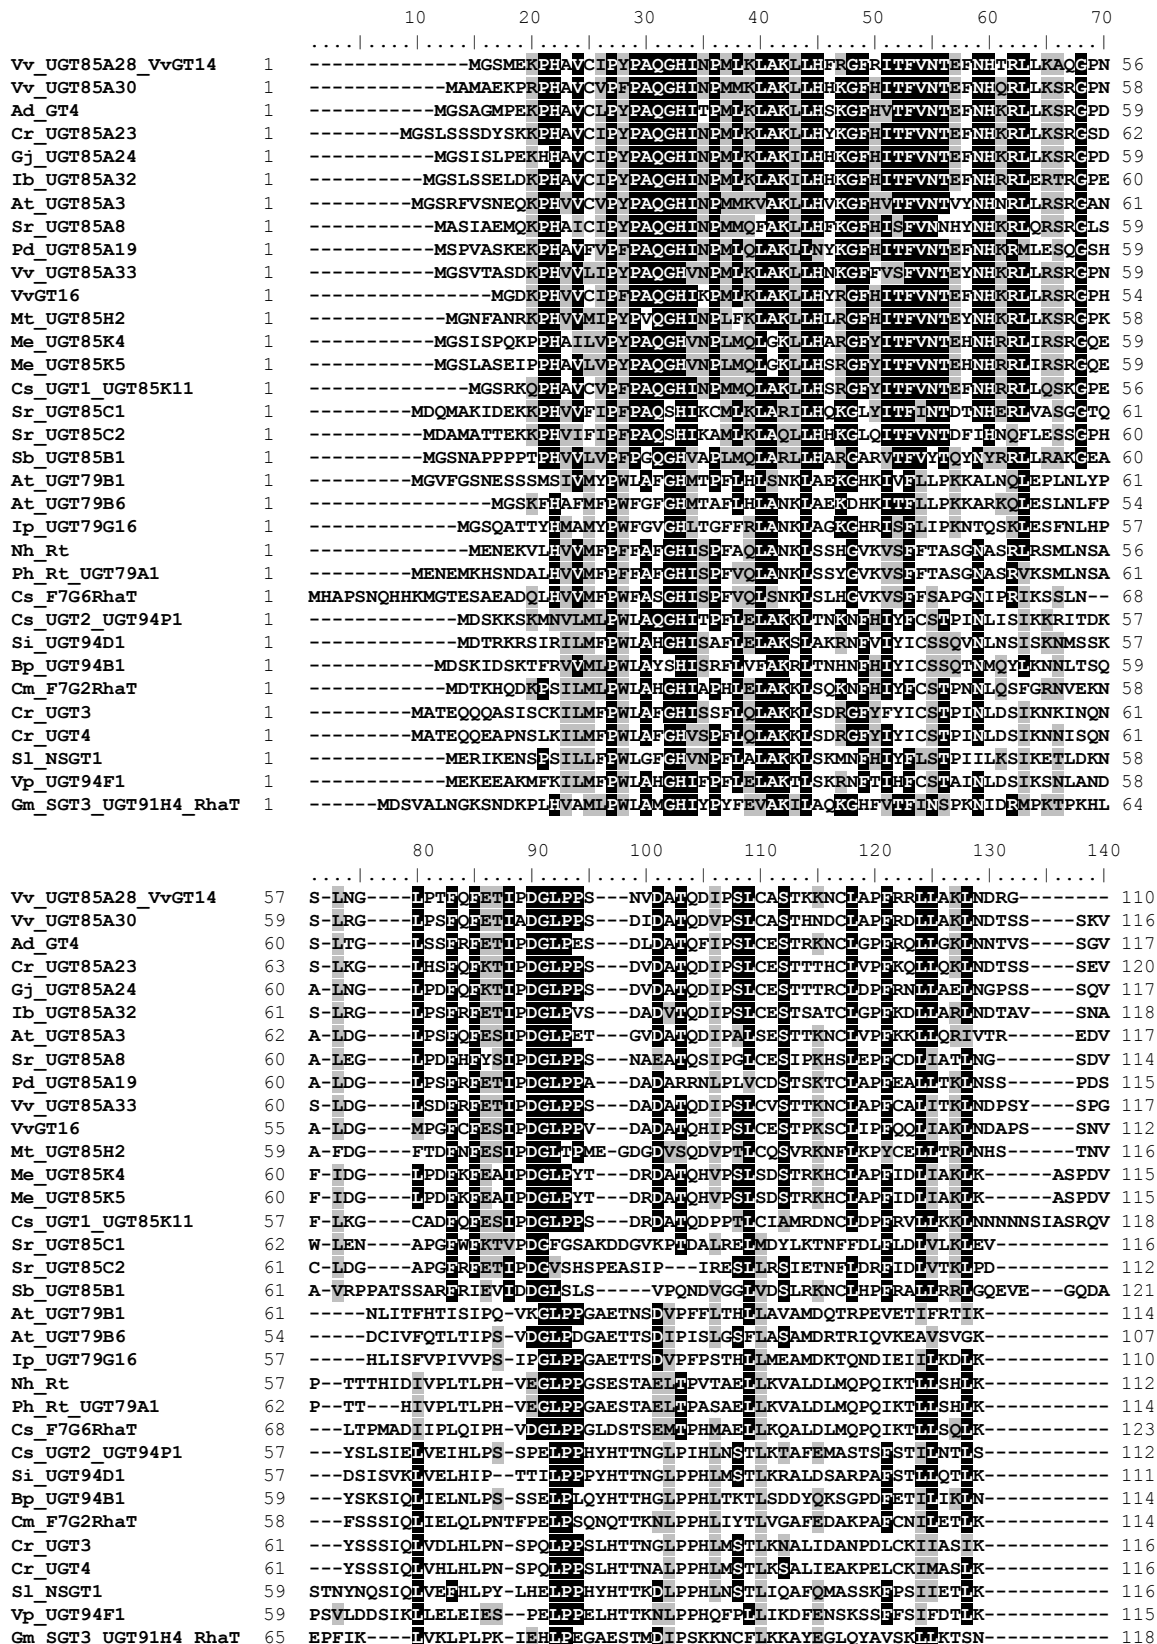 10 20 30 40 50 60 70
....|....|....|....|....|....|....|....|....|....|....|....|....|....|
Vv_UGT85A28_VvGT14 1 --------------MGSMEKPHAVCIPYPAQGHINPMLKLAKLLHFRGFRITFVNTEFNHTRLLKAQGPN 56
Vv_UGT85A30 1 ------------MAMAEKPRPHAVCVPFPAQGHINPMMKLAKLLHHKGFHITFVNTEFNHQRLLKSRGPN 58
Ad_GT4 1 -----------MGSAGMPEKPHAVCLPYPAQGHITPMLKLAKLLHSKGFHVTFVNTEFNHKRLLKSRGPD 59
Cr_UGT85A23 1 --------MGSLSSSDYSKKPHAVCIPYPAQGHINPMLKLAKLLHYKGFHITFVNTEFNHKRLLKSRGSD 62
Gj_UGT85A24 1 -----------MGSISLPEKHHAVCIPYPAQGHINPMLKLAKILHHKGFHITFVNTEFNHKRLLKSRGPD 59
Ib_UGT85A32 1 ----------MGSLSSELDKPHAVCIPYPAQGHINPMLKLAKILHHKGFHITFVNTEFNHRRLERTRGPE 60
At_UGT85A3 1 ---------MGSRFVSNEQKPHVVCVPYPAQGHINPMMKVAKLLHVKGFHVTFVNTVYNHNRLLRSRGAN 61
Sr_UGT85A8 1 -----------MASIAEMQKPHAICIPYPAQGHINPMMQFAKLLHFKGFHISFVNNHYNHKRLQRSRGLS 59
Pd_UGT85A19 1 -----------MSPVASKEKPHAVFVPFPAQGHINPMLQLAKLLNYKGFHITFVNTEFNHKRMLESQGSH 59
Vv_UGT85A33 1 -----------MGSVTASDKPHVVLIPYPAQGHVNPMLKLAKLLHNKGFFVSFVNTEYNHKRLLRSRGPN 59
VvGT16 1 ----------------MGDKPHVVCIPFPAQGHIKPMLKLAKLLHYRGFHITFVNTEFNHKRLLRSRGPH 54
Mt_UGT85H2 1 ------------MGNFANRKPHVVMIPYPVQGHINPLFKLAKLLHLRGFHITFVNTEYNHKRLLKSRGPK 58
Me_UGT85K4 1 -----------MGSISPQKPPHAILVPYPAQGHVNPLMQLGKLLHARGFYITFVNTEHNHRRLIRSRGQE 59
Me_UGT85K5 1 -----------MGSLASEIPPHAVLVPYPAQGHVNPLMQLGKLLHSRGFYITFVNTEHNHRRLIRSRGQE 59
Cs_UGT1_UGT85K11 1 --------------MGSRKQPHAVCVPFPAQGHINPMMQLAKLLHSRGFYITFVNTEFNHRRLLQSKGPE 56
Sr_UGT85C1 1 ---------MDQMAKIDEKKPHVVFIPFPAQSHIKCMLKLARILHQKGLYITFINTDTNHERLVASGGTQ 61
Sr_UGT85C2 1 ----------MDAMATTEKKPHVIFIPFPAQSHIKAMLKLAQLLHHKGLQITFVNTDFIHNQFLESSGPH 60
Sb_UGT85B1 1 ----------MGSNAPPPPTPHVVLVPFPGQGHVAPLMQLARLLHARGARVTFVYTQYNYRRLLRAKGEA 60
At_UGT79B1 1 ---------MGVFGSNESSSMSIVMYPWLAFGHMTPFLHLSNKLAEKGHKIVFLLPKKALNQLEPLNLYP 61
At_UGT79B6 1 ----------------MGSKFHAFMFPWFGFGHMTAFLHLANKLAEKDHKITFLLPKKARKQLESLNLFP 54
Ip_UGT79G16 1 -------------MGSQATTYHMAMYPWFGVGHLTGFFRLANKLAGKGHRISFLIPKNTQSKLESFNLHP 57
Nh_Rt 1 --------------MENEKVLHVVMFPFFAFGHISPFAQLANKLSSHGVKVSFFTASGNASRLRSMLNSA 56
Ph_Rt_UGT79A1 1 ---------MENEMKHSNDALHVVMFPFFAFGHISPFVQLANKLSSYGVKVSFFTASGNASRVKSMLNSA 61
Cs_F7G6RhaT 1 MHAPSNQHHKMGTESAEADQLHVVMFPWFASGHISPFVQLSNKLSLHGVKVSFFSAPGNIPRIKSSLN-- 68
Cs_UGT2_UGT94P1 1 -------------MDSKKSKMNVLMLPWLAQGHITPFLELAKKLTNKNFHIYFCSTPINLISIKKRITDK 57
Si_UGT94D1 1 -------------MDTRKRSIRILMFPWLAHGHISAFLELAKSLAKRNFVIYICSSQVNLNSISKNMSSK 57
Bp_UGT94B1 1 -----------MDSKIDSKTFRVVMLPWLAYSHISRFLVFAKRLTNHNFHIYICSSQTNMQYLKNNLTSQ 59
Cm_F7G2RhaT 1 ------------MDTKHQDKPSILMLPWLAHGHIAPHLELAKKLSQKNFHIYFCSTPNNLQSFGRNVEKN 58
Cr_UGT3 1 ---------MATEQQQASISCKILMFPWLAFGHISSFLQLAKKLSDRGFYFYICSTPINLDSIKNKINQN 61
Cr_UGT4 1 ---------MATEQQEAPNSLKILMFPWLAFGHVSPFLQLAKKLSDRGFYIYICSTPINLDSIKNNISQN 61
Sl_NSGT1 1 ------------MERIKENSPSILLFPWLGFGHVNPFLALAKKLSKMNFHIYFLSTPIILKSIKETLDKN 58
Vp_UGT94F1 1 ------------MEKEEAKMFKILMFPWLAHGHIFPFLELAKTLSKRNFTIHFCSTAINLDSIKSNLAND 58
Gm_SGT3_UGT91H4_RhaT 1 ------MDSVALNGKSNDKPLHVAMLPWLAMGHIYPYFEVAKILAQKGHFVTFINSPKNIDRMPKTPKHL 64
80 90 100 110 120 130 140
....|....|....|....|....|....|....|....|....|....|....|....|....|....|
Vv_UGT85A28_VvGT14 57 S-LNG----LPTFQFETIPDGLPPS---NVDATQDIPSLCASTKKNCLAPFRRLLAKLNDRG-------- 110
Vv_UGT85A30 59 S-LRG----LPSFQFETIADGLPPS---DIDATQDVPSLCASTHNDCLAPFRDLLAKLNDTSS----SKV 116
Ad_GT4 60 S-LTG----LSSFRFETIPDGLPES---DLDATQFIPSLCESTRKNCLGPFRQLLGKLNNTVS----SGV 117
Cr_UGT85A23 63 S-LKG----LHSFQFKTIPDGLPPS---DVDATQDIPSLCESTTTHCLVPFKQLLQKLNDTSS----SEV 120
Gj_UGT85A24 60 A-LNG----LPDFQFKTIPDGLPPS---DVDATQDIPSLCESTTTRCLDPFRNLLAELNGPSS----SQV 117
Ib_UGT85A32 61 S-LRG----LPSFRFETIPDGLPVS---DADVTQDIPSLCESTSATCLGPFKDLLARLNDTAV----SNA 118
At_UGT85A3 62 A-LDG----LPSFQFESIPDGLPET---GVDATQDIPALSESTTKNCLVPFKKLLQRIVTR------EDV 117
Sr_UGT85A8 60 A-LEG----LPDFHFYSIPDGLPPS---NAEATQSIPGLCESIPKHSLEPFCDLIATLNG-------SDV 114
Pd_UGT85A19 60 A-LDG----LPSFRFETIPDGLPPA---DADARRNLPLVCDSTSKTCLAPFEALLTKLNSS------PDS 115
Vv_UGT85A33 60 S-LDG----LSDFRFETIPDGLPPS---DADATQDIPSLCVSTTKNCLAPFCALITKLNDPSY----SPG 117
VvGT16 55 A-LDG----MPGFCFESIPDGLPPV---DADATQHIPSLCESTPKSCLIPFQQLIAKLNDAPS----SNV 112
Mt_UGT85H2 59 A-FDG----FTDFNFESIPDGLTPME-GDGDVSQDVPTLCQSVRKNFLKPYCELLTRLNHS------TNV 116
Me_UGT85K4 60 F-IDG----LPDFKFEAIPDGLPYT---DRDATQHVPSLSDSTRKHCLAPFIDLIAKLK-----ASPDV 115
Me_UGT85K5 60 F-IDG----LPDFKFEAIPDGLPYT---DRDATQHVPSLSDSTRKHCLAPFIDLIAKLK-----ASPDV 115
Cs_UGT1_UGT85K11 57 F-LKG----CADFQFESIPDGLPPS---DRDATQDPPTLCIAMRDNCLDPFRVLLKKLNNNNNSIASRQV 118
Sr_UGT85C1 62 W-LEN----APGFWFKTVPDGFGSAKDDGVKPTDALRELMDYLKTNFFDLFLDLVLKLEV---------- 116
Sr_UGT85C2 61 C-LDG----APGFRFETIPDGVSHSPEASIP---IRESLLRSIETNFLDRFIDLVTKLPD---------- 112
Sb_UGT85B1 61 A-VRPPATSSARFRIEVIDDGLSLS-----VPQNDVGGLVDSLRKNCLHPFRALLRRLGQEVE---GQDA 121
At_UGT79B1 61 -----NLITFHTISIPQ-VKGLPPGAETNSDVPFFLTHLLAVAMDQTRPEVETIFRTIK----------- 114
At_UGT79B6 54 -----DCIVFQTLTIPS-VDGLPDGAETTSDIPISLGSFLASAMDRTRIQVKEAVSVGK----------- 107
Ip_UGT79G16 57 -----HLISFVPIVVPS-IPGLPPGAETTSDVPFPSTHLLMEAMDKTQNDIEIILKDLK----------- 110
Nh_Rt 57 P--TTTHIDIVPLTLPH-VEGLPPGSESTAELTPVTAELLKVALDLMQPQIKTLLSHLK----------- 112
Ph_Rt_UGT79A1 62 P--TT--HIVPLTLPH-VEGLPPGAESTAELTPASAELLKVALDLMQPQIKTLLSHLK----------- 114
Cs_F7G6RhaT 68 ---LTPMADIIPLQIPH-VDGLPPGLDSTSEMTPHMAELLKQALDLMQPQIKTLLSQLK----------- 123
Cs_UGT2_UGT94P1 57 ---YSLSIELVEIHLPS-SPELPPHYHTTNGLPIHLNSTLKTAFEMASTSFSTILNTLS----------- 112
Si_UGT94D1 57 ---DSISVKLVELHIP--TTILPPPYHTTNGLPPHLMSTLKRALDSARPAFSTLLQTLK----------- 111
Bp_UGT94B1 59 ---YSKSIQLIELNLPS-SSELPLQYHTTHGLPPHLTKTLSDDYQKSGPDFETILIKLN----------- 114
Cm_F7G2RhaT 58 ---FSSSIQLIELQLPNTFPELPSQNQTTKNLPPHLIYTLVGAFEDAKPAFCNILETLK----------- 114
Cr_UGT3 61 ---YSSSIQLVDLHLPN-SPQLPPSLHTTNGLPPHLMSTLKNALIDANPDLCKIIASIK----------- 116
Cr_UGT4 61 ---YSSSIQLVHLHLPN-SPQLPPSLHTTNALPPHLMSTLKSALIEAKPELCKIMASLK----------- 116
Sl_NSGT1 59 STNYNQSIQLVEFHLPY-LHELPPHYHTTKDLPPHLNSTLIQAFQMASSKFPSIIETLK----------- 116
Vp_UGT94F1 59 PSVLDDSIKLLELEIES--PELPPELHTTKNLPPHQFPLLIKDFENSKSSFFSIFDTLK----------- 115
Gm_SGT3_UGT91H4_RhaT 65 EPFIK----LVKLPLPK-IEHLPEGAESTMDIPSKKNCFLKKAYEGLQYAVSKLLKTSN----------- 118